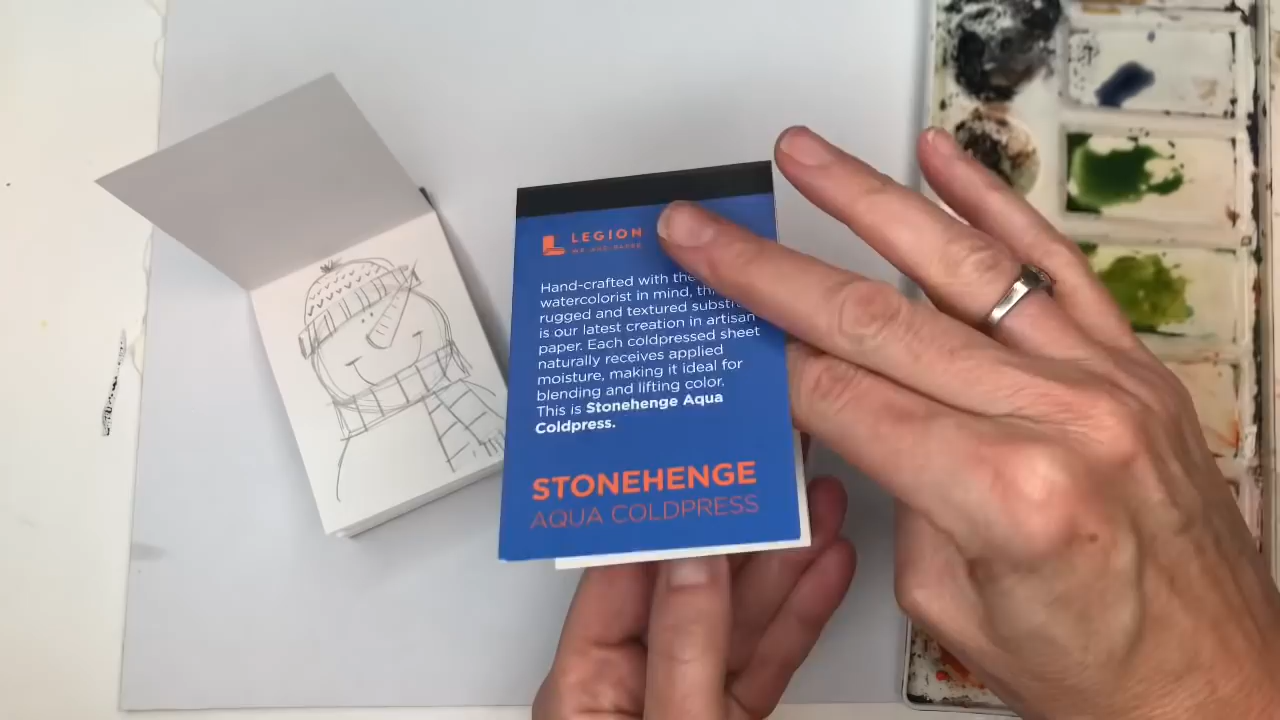 LEGION
Hand-crafted with the
watercolorist in mind,
rugged and textured
is our latest creation in artisan
paper. Each coldpressed sheet
naturally receives applied
moisture, making it ideal for
blending and lifting color.
This is Stonehenge Aqua
Coldpress.
STONEHENGE
AQUA COLDPRESS